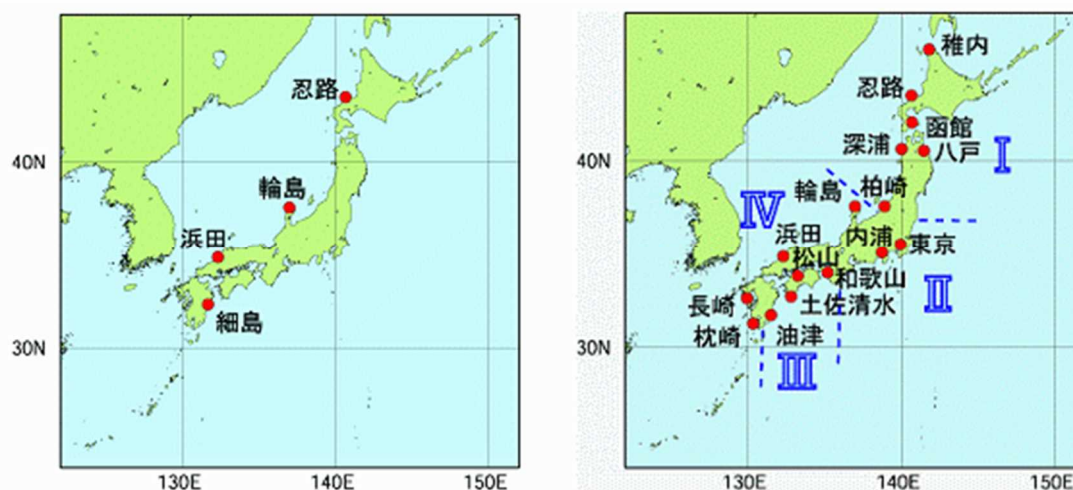 忍路
輪島
浜田
細島
40N
30N
130E
140E
150E
稚内
忍路
函館
深浦
八戸
I
輪島
柏崎
IV
浜田
内浦
東京
松山
和歌山
II
長崎
土佐清水
枕崎
油津
III
40N
30N
130E
140E
150E